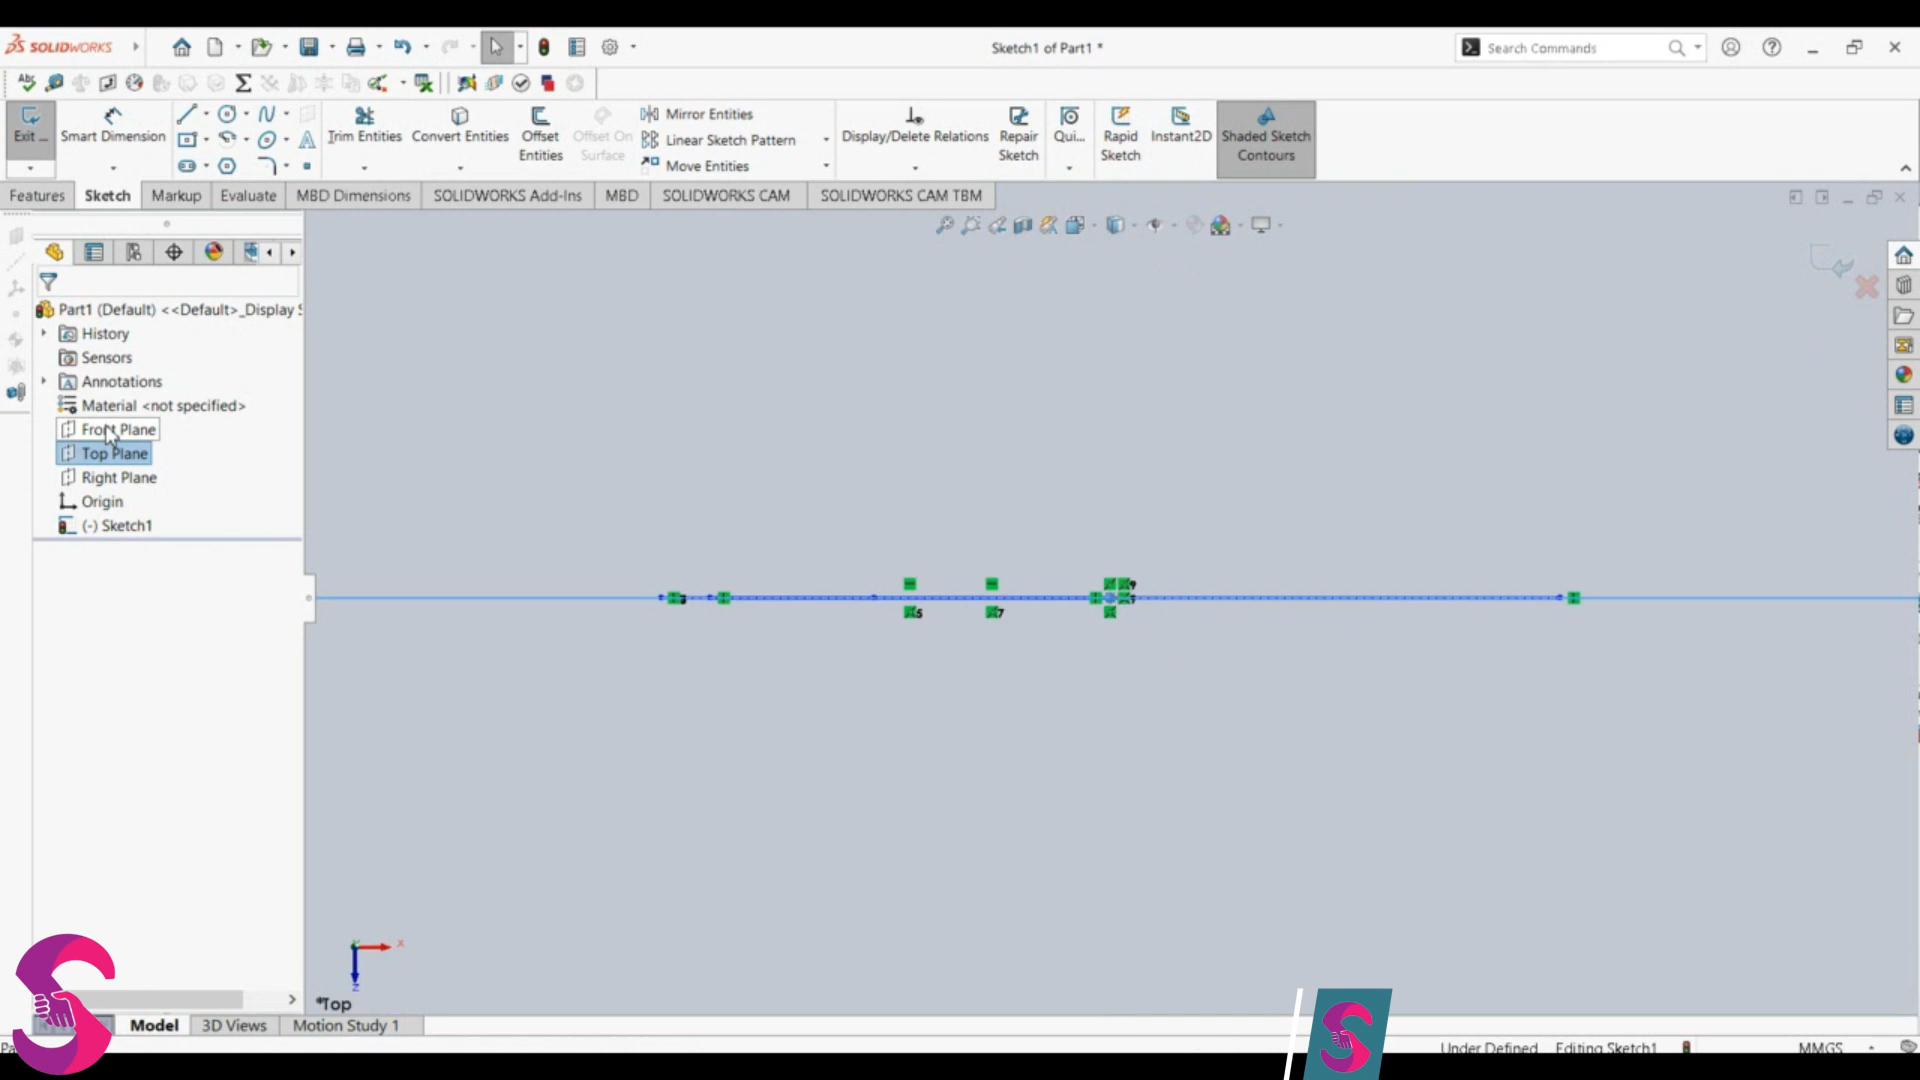 SOLIDWORKS
Sketch1 of Part1 *
Search Commands
Exit ...
Smart Dimension
Trim Entities
Convert Entities
Offset Entities
Offset On Surface
Mirror Entities
Linear Sketch Pattern
Move Entities
Display/Delete Relations
Repair Sketch
Qui...
Rapid Sketch
Instant2D
Shaded Sketch Contours
Features
Sketch
Markup
Evaluate
MBD Dimensions
SOLIDWORKS Add-Ins
MBD
SOLIDWORKS CAM
SOLIDWORKS CAM TBM
Part1 (Default) <<Default>_Display
History
Sensors
Annotations
Material <not specified>
Front Plane
Top Plane
Right Plane
Origin
(-) Sketch1
9
5
7
X
Z
*Top
Model
3D Views
Motion Study 1
Under Defined
Editing Sketch1
MMGS